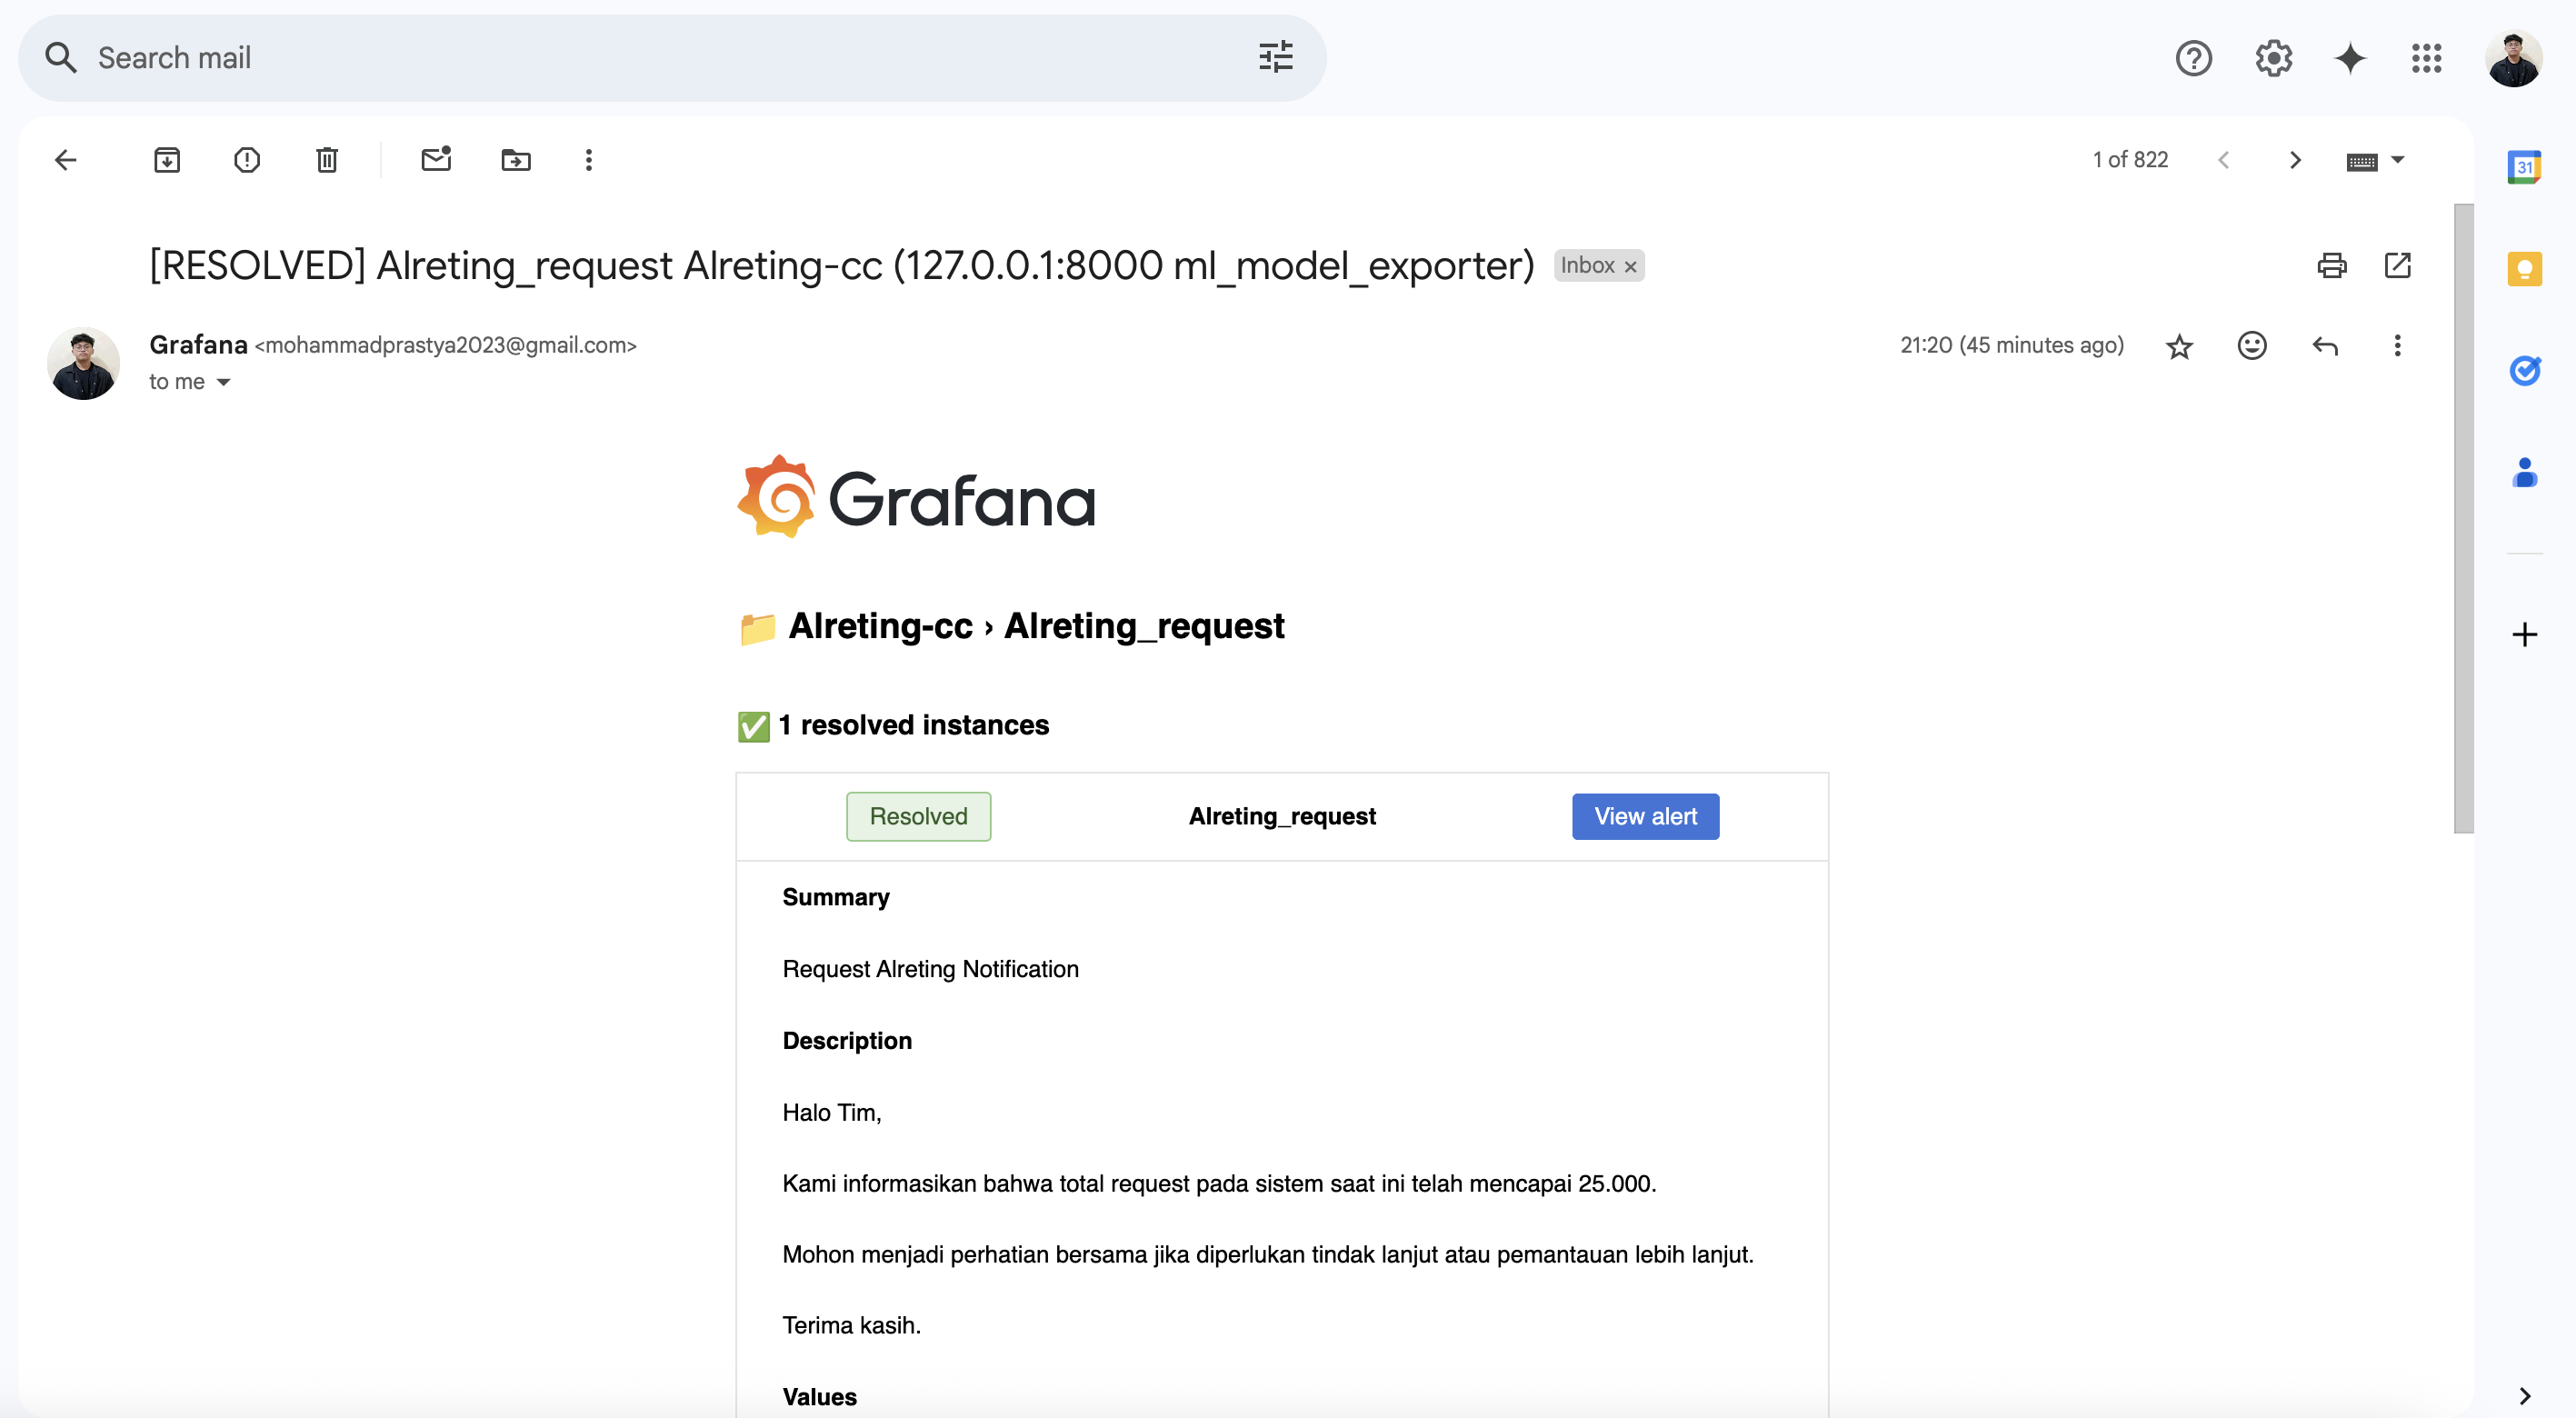 Search mail
1 of 822
[RESOLVED] Alreting_request Alreting-cc (127.0.0.1:8000 ml_model_exporter)
Inbox ×
Grafana <mohammadprastya2023@gmail.com>
21:20 (45 minutes ago)
to me
31
Grafana
Alreting-cc › Alreting_request
1 resolved instances
Resolved
Alreting_request
View alert
Summary
Request Alreting Notification
Description
Halo Tim,
Kami informasikan bahwa total request pada sistem saat ini telah mencapai 25.000.
Mohon menjadi perhatian bersama jika diperlukan tindak lanjut atau pemantauan lebih lanjut.
Terima kasih.
Values